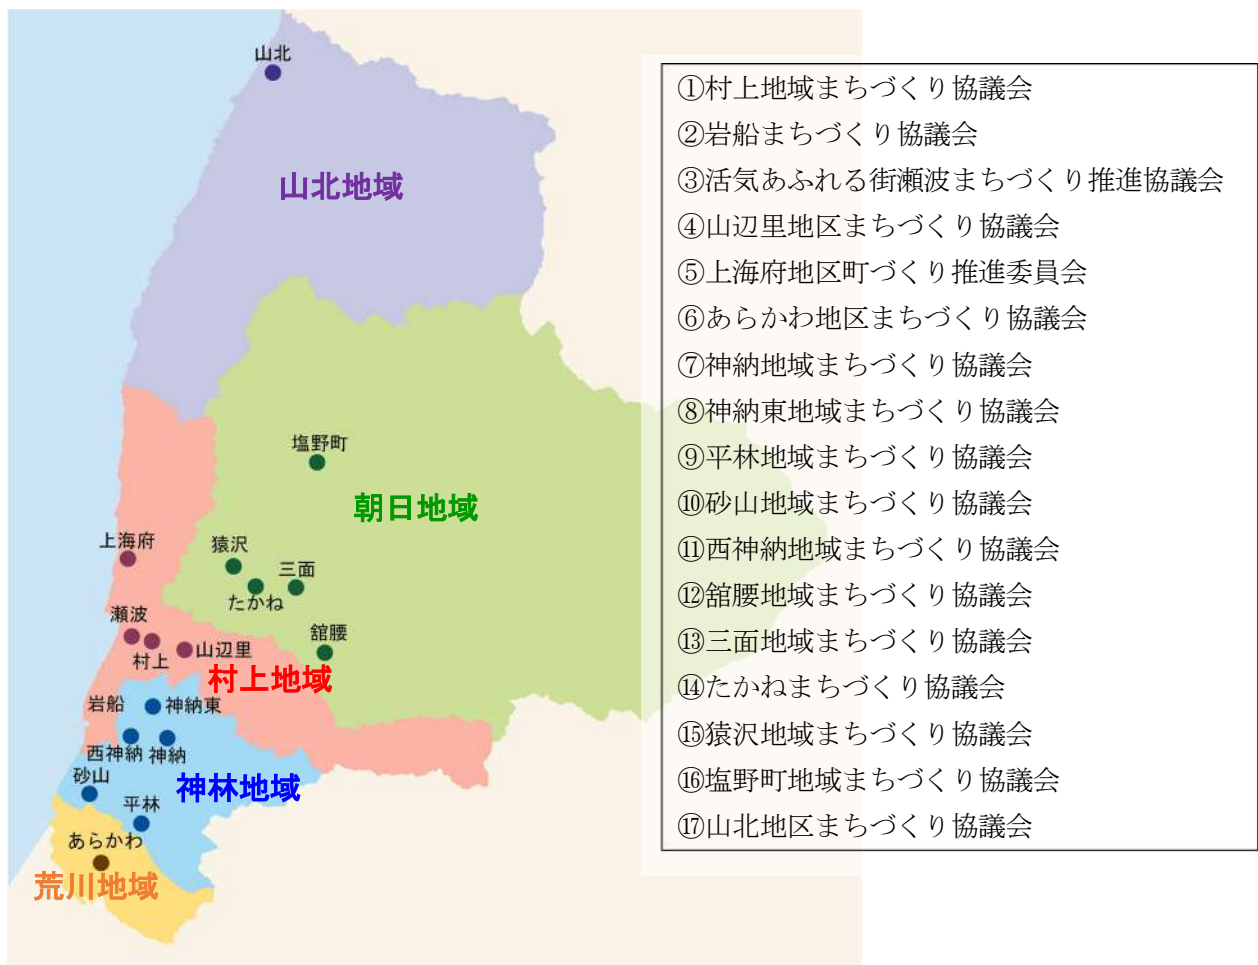 山北
山北地域
塩野町
朝日地域
上海府
猿沢
三面
たかね
瀬波
舘腰
山辺里
村上
村上地域
岩船
神納東
西神納
神納
砂山
神林地域
平林
あらかわ
荒川地域
①村上地域まちづくり協議会
②岩船まちづくり協議会
③活気あふれる街瀬波まちづくり推進協議会
④山辺里地区まちづくり協議会
⑤上海府地区町づくり推進委員会
⑥あらかわ地区まちづくり協議会
⑦神納地域まちづくり協議会
⑧神納東地域まちづくり協議会
⑨平林地域まちづくり協議会
⑩砂山地域まちづくり協議会
⑪西神納地域まちづくり協議会
⑫舘腰地域まちづくり協議会
⑬三面地域まちづくり協議会
⑭たかねまちづくり協議会
⑮猿沢地域まちづくり協議会
⑯塩野町地域まちづくり協議会
⑰山北地区まちづくり協議会